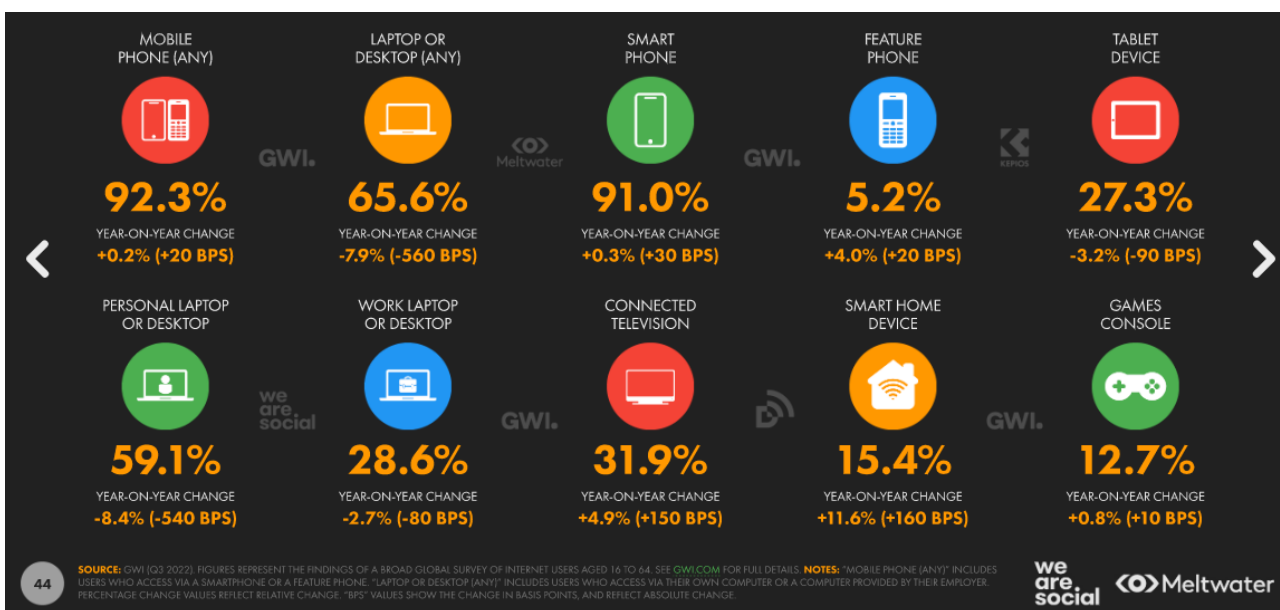 MOBILE
PHONE (ANY)
LAPTOP OR
DESKTOP (ANY)
SMART
PHONE
FEATURE
PHONE
TABLET
DEVICE
GWI.
Meltwater
GWI.
KEPIOS
92.3%
65.6%
91.0%
5.2%
27.3%
YEAR-ON-YEAR CHANGE
YEAR-ON-YEAR CHANGE
YEAR-ON-YEAR CHANGE
YEAR-ON-YEAR CHANGE
YEAR-ON-YEAR CHANGE
+0.2% (+20 BPS)
-7.9% (-560 BPS)
+0.3% (+30 BPS)
+4.0% (+20 BPS)
-3.2% (-90 BPS)
PERSONAL LAPTOP
OR DESKTOP
WORK LAPTOP
OR DESKTOP
CONNECTED
TELEVISION
SMART HOME
DEVICE
GAMES
CONSOLE
we
are
social
GWI.
GWI.
59.1%
28.6%
31.9%
15.4%
12.7%
YEAR-ON-YEAR CHANGE
YEAR-ON-YEAR CHANGE
YEAR-ON-YEAR CHANGE
YEAR-ON-YEAR CHANGE
YEAR-ON-YEAR CHANGE
-8.4% (-540 BPS)
-2.7% (-80 BPS)
+4.9% (+150 BPS)
+11.6% (+160 BPS)
+0.8% (+10 BPS)
44
SOURCE: GWI (Q3 2022). FIGURES REPRESENT THE FINDINGS OF A BROAD GLOBAL SURVEY OF INTERNET USERS AGED 16 TO 64. SEE GWI.COM FOR FULL DETAILS. NOTES: "MOBILE PHONE (ANY)" INCLUDES
USERS WHO ACCESS VIA A SMARTPHONE OR A FEATURE PHONE. "LAPTOP OR DESKTOP (ANY)" INCLUDES USERS WHO ACCESS VIA THEIR OWN COMPUTER OR A COMPUTER PROVIDED BY THEIR EMPLOYER.
PERCENTAGE CHANGE VALUES REFLECT RELATIVE CHANGE. "BPS" VALUES SHOW THE CHANGE IN BASIS POINTS, AND REFLECT ABSOLUTE CHANGE.
we
are
social
Meltwater